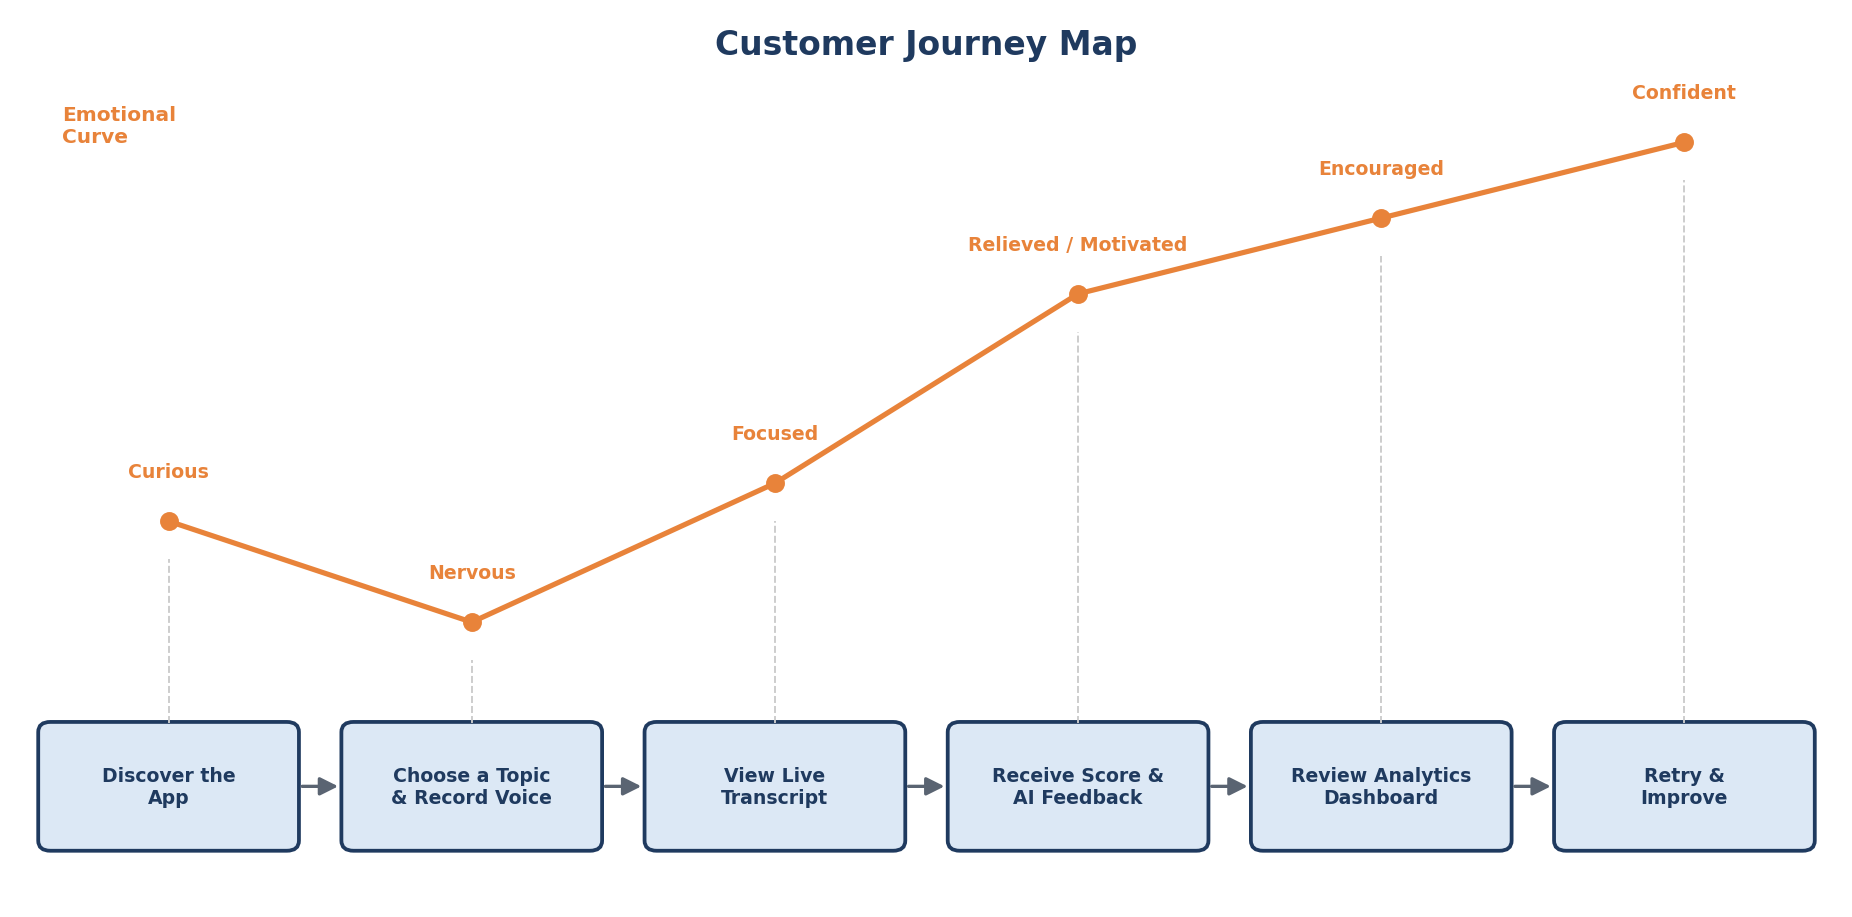 Customer Journey Map
Emotional
Curve
Confident
Encouraged
Relieved / Motivated
Focused
Curious
Nervous
Discover the
App
Choose a Topic
& Record Voice
View Live
Transcript
Receive Score &
AI Feedback
Review Analytics
Dashboard
Retry &
Improve